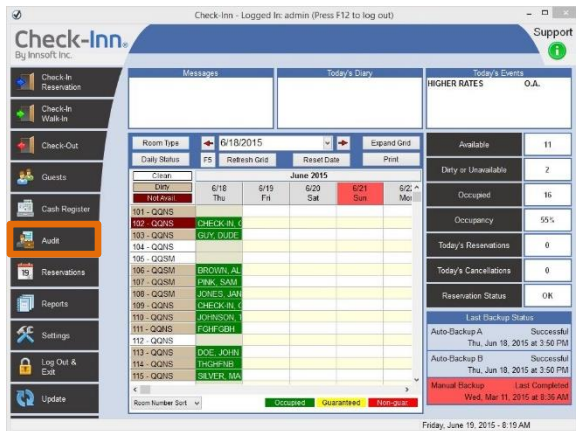 Check-Inn - Logged In: admin (Press F12 to log out)
Check-Inn®
By Innsoft Inc.
Support
Check-In
Reservation
Check-In
Walk-In
Check-Out
Guests
Cash Register
Audit
Reservations
19
Reports
Settings
Log Out &
Exit
Update
Messages
Today's Diary
Today's Events
HIGHER RATES O.A.
Room Type 6/18/2015 Expand Grid
Daily Status F5 Refresh Grid Reset Date Print
Clean June 2015
Dirty 6/18 6/19 6/20 6/21
Not Avail. Thu Fri Sat Sun
101 - QQNS
102 - QQNS CHECK-IN,
103 - QQNS GUY, DUDE
104 - QQNS
105 - QQSM
106 - QQSM BROWN, AL
107 - QQSM PINK, SAM
108 - QQSM JONES, JAN
109 - QQNS CHECK-IN,
110 - QQNS JOHNSON,
111 - QQNS FGHFGBH
112 - QQNS
113 - QQNS DOE, JOHN
114 - QQNS THGHFNB
115 - QQNS SILVER, MA
Room Number Sort Occupied Guaranteed Non-guar.
Available 11
Dirty or Unavailable 2
Occupied 16
Occupancy 55%
Today's Reservations 0
Today's Cancellations 0
Reservation Status OK
Last Backup Status
Auto-Backup A Successful
Thu, Jun 18, 2015 at 3:50 PM
Auto-Backup B Successful
Thu, Jun 18, 2015 at 3:50 PM
Manual Backup Last Completed
Wed, Mar 11, 2015 at 8:36 AM
Friday, June 19, 2015 - 8:19 AM